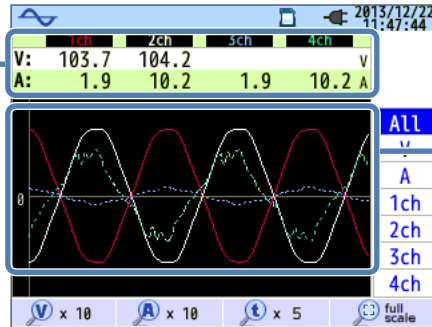 2013/12/22
11:47:44
1ch 2ch 3ch 4ch
V: 103.7 104.2 V
A: 1.9 10.2 1.9 10.2 A
All
V
A
0
1ch
2ch
3ch
4ch
V x 10 A x 10 t x 5 full
scale